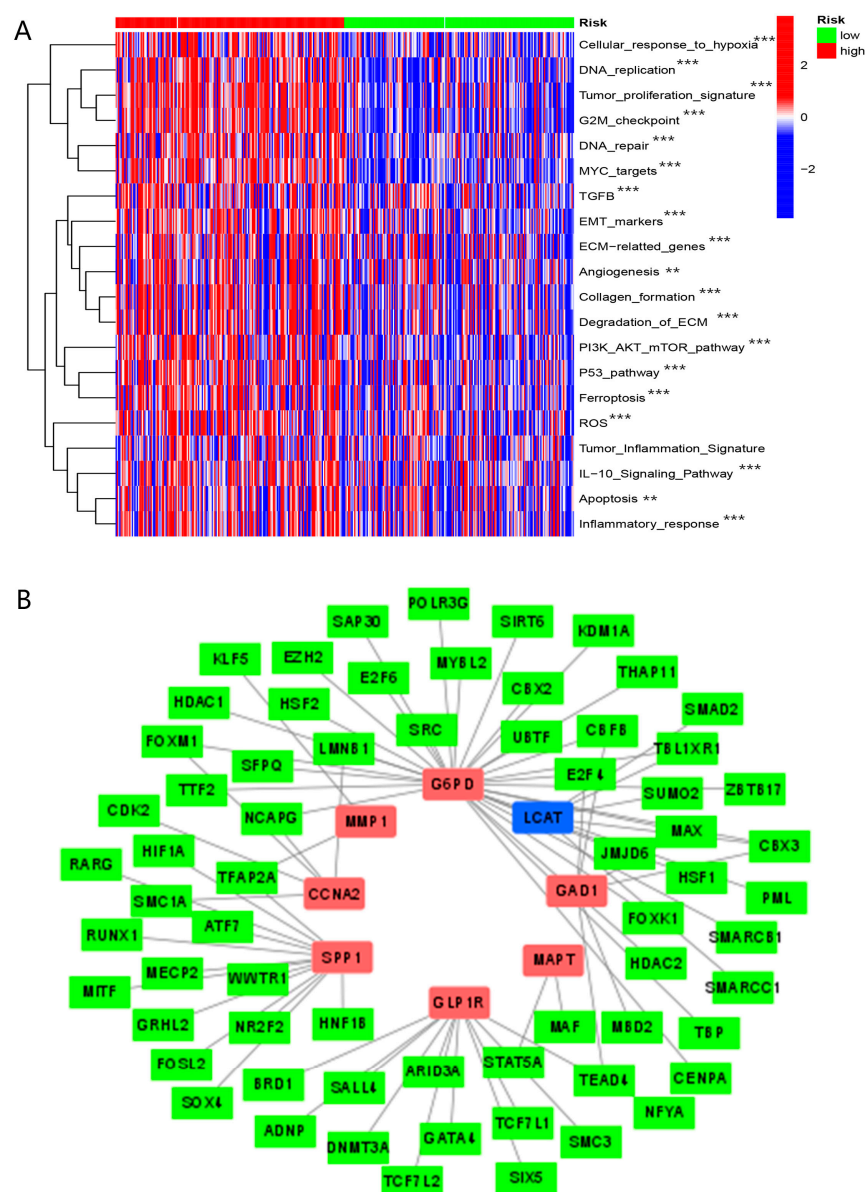 A
Risk
Risk
low
high
2
0
−2
Cellular_response_to_hypoxia ***
DNA_replication ***
Tumor_proliferation_signature ***
G2M_checkpoint ***
DNA_repair ***
MYC_targets ***
TGFB ***
EMT_markers ***
ECM−relatted_genes ***
Angiogenesis **
Collagen_formation ***
Degradation_of_ECM ***
PI3K_AKT_mTOR_pathway ***
P53_pathway ***
Ferroptosis ***
ROS ***
Tumor_Inflammation_Signature
IL−10_Signaling_Pathway ***
Apoptosis **
Inflammatory_response ***
B
POLR3G
SAP30
SIRT6
KDM1A
KLF5
EZH2
E2F6
MYBL2
THAP11
CBX2
HDAC1
HSF2
SMAD2
SRC
UBTF
CBFB
FOXM1
LMNB1
TBL1XR1
SFPQ
E2F4
G6PD
TTF2
SUMO2
ZBTB17
CDK2
NCAPG
MMP1
LCAT
MAX
CBX3
HIF1A
JMJD6
RARG
TFAP2A
HSF1
CCNA2
GAD1
PML
SMC1A
FOXK1
RUNX1
ATF7
SMARCB1
SPP1
MAPT
HDAC2
MECP2
WWTR1
SMARCC1
MITF
GLP1R
GRHL2
NR2F2
HNF1B
MAF
MBD2
TBP
FOSL2
STAT5A
BRD1
SALL4
ARID3A
TEAD4
CENPA
SOX4
NFYA
ADNP
TCF7L1
DNMT3A
GATA4
SMC3
TCF7L2
SIX5